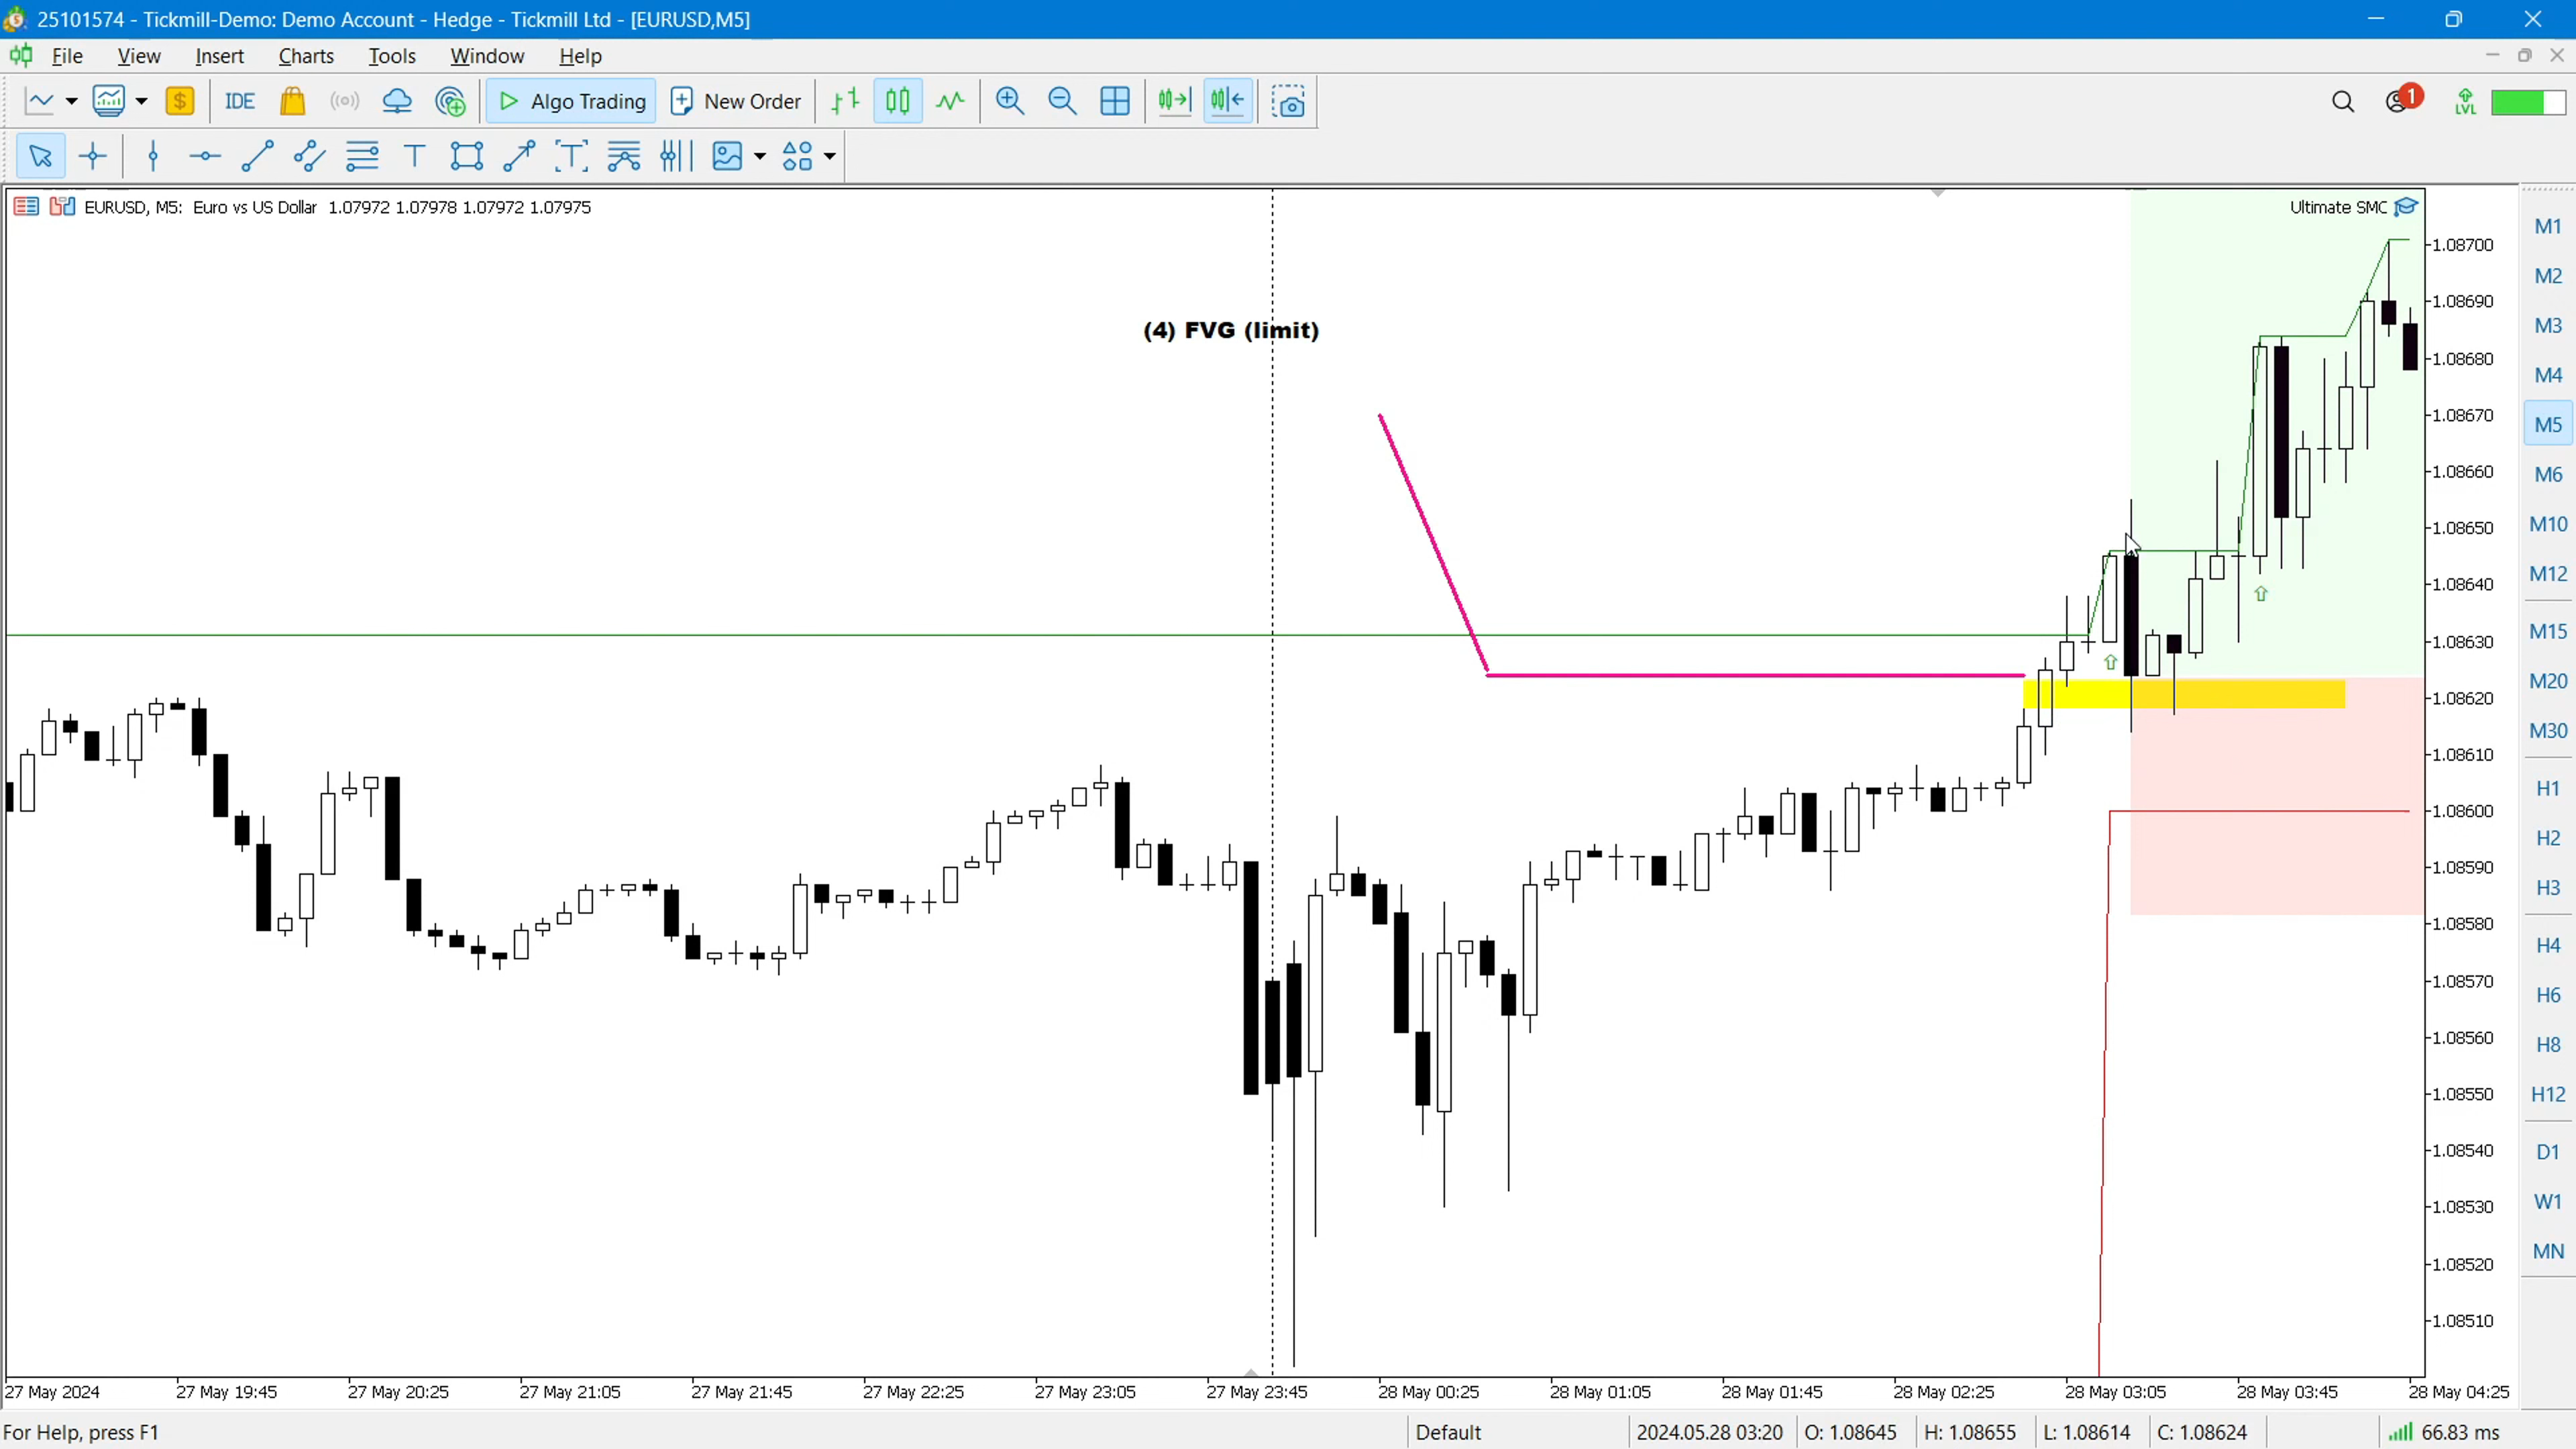 25101574 - Tickmill-Demo: Demo Account - Hedge - Tickmill Ltd - [EURUSD,M5]
File View Insert Charts Tools Window Help
IDE Algo Trading New Order 1 LVL
EURUSD, M5: Euro vs US Dollar 1.07972 1.07978 1.07972 1.07975
Ultimate SMC
(4) FVG (limit)
1.08700
1.08690
1.08680
1.08670
1.08660
1.08650
1.08640
1.08630
1.08620
1.08610
1.08600
1.08590
1.08580
1.08570
1.08560
1.08550
1.08540
1.08530
1.08520
1.08510
M1
M2
M3
M4
M5
M6
M10
M12
M15
M20
M30
H1
H2
H3
H4
H6
H8
H12
D1
W1
MN
27 May 2024 27 May 19:45 27 May 20:25 27 May 21:05 27 May 21:45 27 May 22:25 27 May 23:05 27 May 23:45 28 May 00:25 28 May 01:05 28 May 01:45 28 May 02:25 28 May 03:05 28 May 03:45 28 May 04:25
For Help, press F1 Default 2024.05.28 03:20 O: 1.08645 H: 1.08655 L: 1.08614 C: 1.08624 66.83 ms